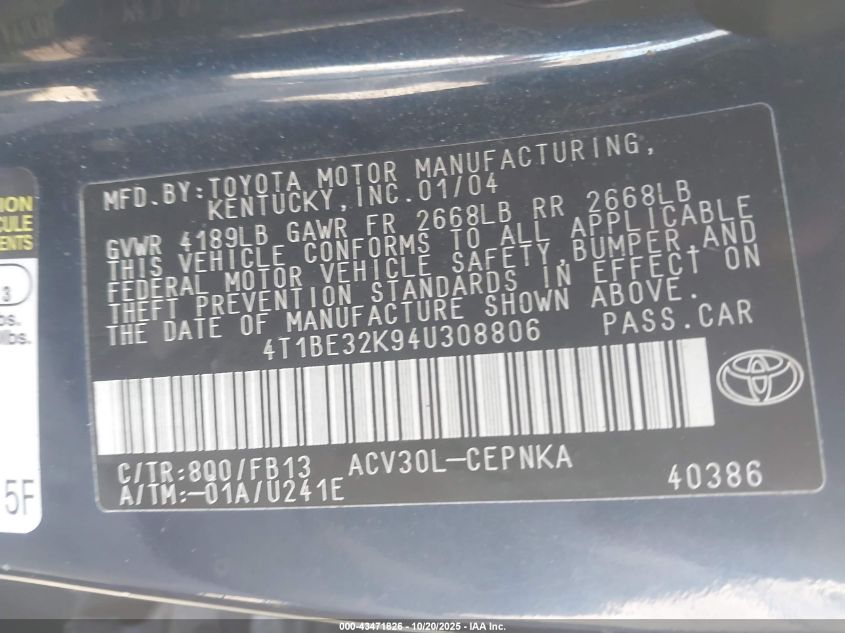 MFD.BY:TOYOTA MOTOR MANUFACTURING,
KENTUCKY,INC.01/04
GVWR 4189LB GAWR FR 2668LB RR 2668LB
THIS VEHICLE CONFORMS TO ALL APPLICABLE
FEDERAL MOTOR VEHICLE SAFETY,BUMPER,AND
THEFT PREVENTION STANDARDS IN EFFECT ON
THE DATE OF MANUFACTURE SHOWN ABOVE.
4T1BE32K94U308806 PASS.CAR
C/TR:8Q0/FB13 ACV30L-CEPNKA
A/TM:-01A/U241E 40386
3
5F
000-43471826 - 10/20/2025 - IAA Inc.